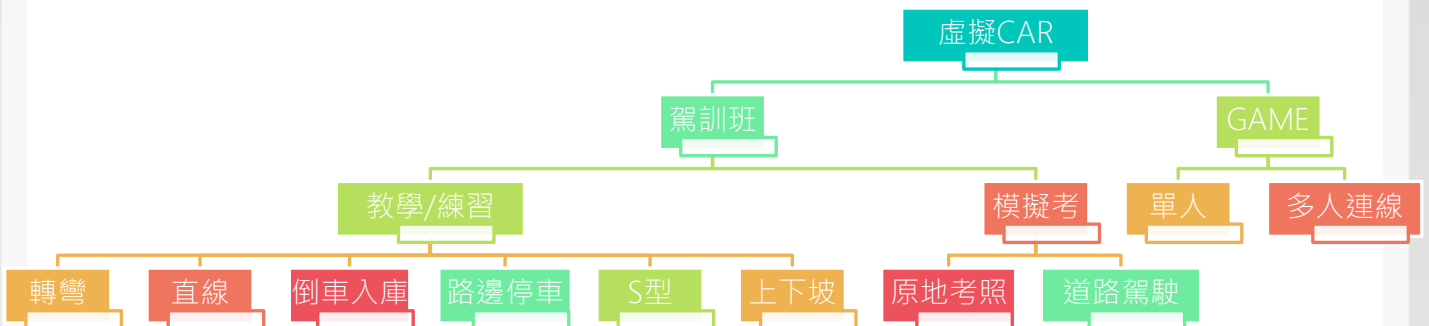 虛擬CAR
駕訓班
GAME
教學/練習
模擬考
單人
多人連線
轉彎
直線
倒車入庫
路邊停車
S型
上下坡
原地考照
道路駕駛